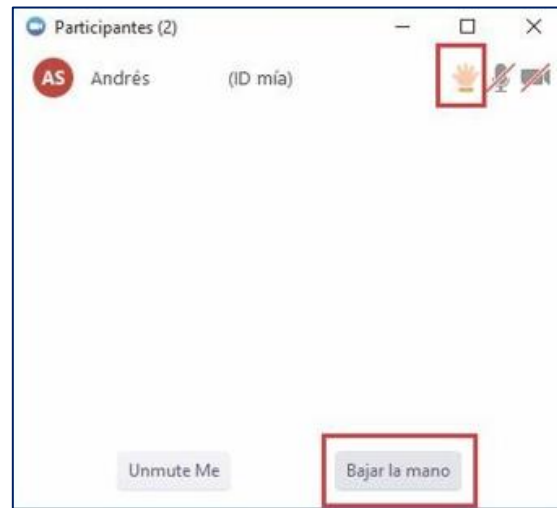 Participantes (2)
AS Andrés (ID mía)
Unmute Me Bajar la mano